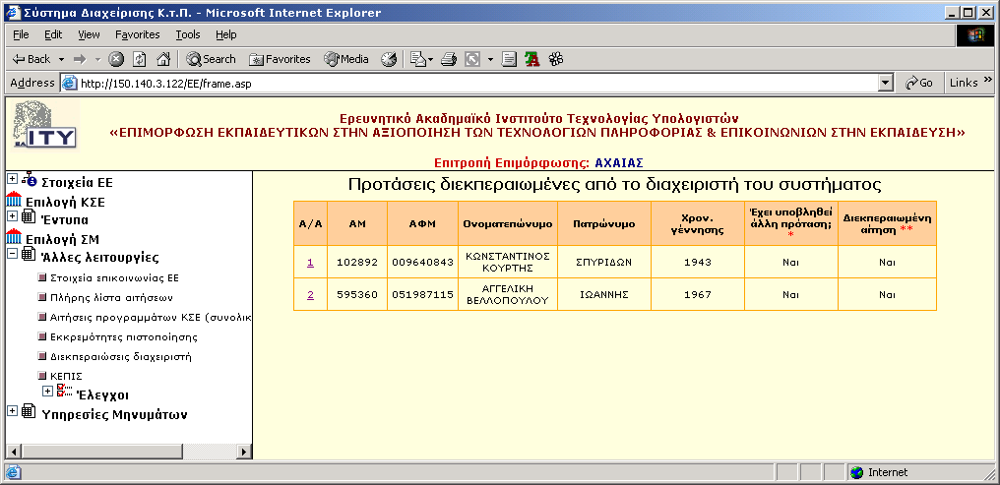 Σύστημα Διαχείρισης Κ.τ.Π. - Microsoft Internet Explorer
File Edit View Favorites Tools Help
Back Search Favorites Media
Address http://150.140.3.122/EE/frame.asp Go Links »
ITY
Ερευνητικό Ακαδημαϊκό Ινστιτούτο Τεχνολογίας Υπολογιστών
«ΕΠΙΜΟΡΦΩΣΗ ΕΚΠΑΙΔΕΥΤΙΚΩΝ ΣΤΗΝ ΑΞΙΟΠΟΙΗΣΗ ΤΩΝ ΤΕΧΝΟΛΟΓΙΩΝ ΠΛΗΡΟΦΟΡΙΑΣ & ΕΠΙΚΟΙΝΩΝΙΩΝ ΣΤΗΝ ΕΚΠΑΙΔΕΥΣΗ»
Επιτροπή Επιμόρφωσης: ΑΧΑΙΑΣ
Στοιχεία ΕΕ
Επιλογή ΚΣΕ
Έντυπα
Επιλογή ΣΜ
Άλλες λειτουργίες
Στοιχεία επικοινωνίας ΕΕ
Πλήρης λίστα αιτήσεων
Αιτήσεις προγραμμάτων ΚΣΕ (συνολικ
Εκκρεμότητες πιστοποίησης
Διεκπεραιώσεις διαχειριστή
ΚΕΠΙΣ
Έλεγχοι
Υπηρεσίες Μηνυμάτων
Προτάσεις διεκπεραιωμένες από το διαχειριστή του συστήματος
Α/Α ΑΜ ΑΦΜ Ονοματεπώνυμο Πατρώνυμο Χρον. γέννησης Έχει υποβληθεί άλλη πρόταση; * Διεκπεραιωμένη αίτηση **
1 102892 009640843 ΚΩΝΣΤΑΝΤΙΝΟΣ ΚΟΥΡΤΗΣ ΣΠΥΡΙΔΩΝ 1943 Ναι Ναι
2 595360 051987115 ΑΓΓΕΛΙΚΗ ΒΕΛΛΟΠΟΥΛΟΥ ΙΩΑΝΝΗΣ 1967 Ναι Ναι
Internet